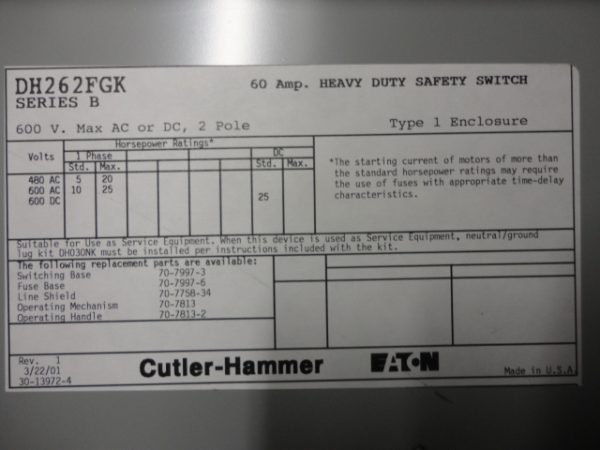 DH262FGK 60 Amp. HEAVY DUTY SAFETY SWITCH
SERIES B
600 V. Max AC or DC, 2 Pole Type 1 Enclosure
Horsepower Ratings*
Volts 1 Phase DC
Std. Max. Std. Max.
480 AC 5 20
600 AC 10 25
600 DC 25
*The starting current of motors of more than
the standard horsepower ratings may require
the use of fuses with appropriate time-delay
characteristics.
Suitable for Use as Service Equipment. When this device is used as Service Equipment, neutral/ground
lug kit DH030NK must be installed per instructions included with the kit.
The following replacement parts are available:
Switching Base 70-7997-3
Fuse Base 70-7997-6
Line Shield 70-7758-34
Operating Mechanism 70-7813
Operating Handle 70-7813-2
Rev. 1
3/22/01
30-13972-4
Cutler-Hammer EATON
Made in U.S.A